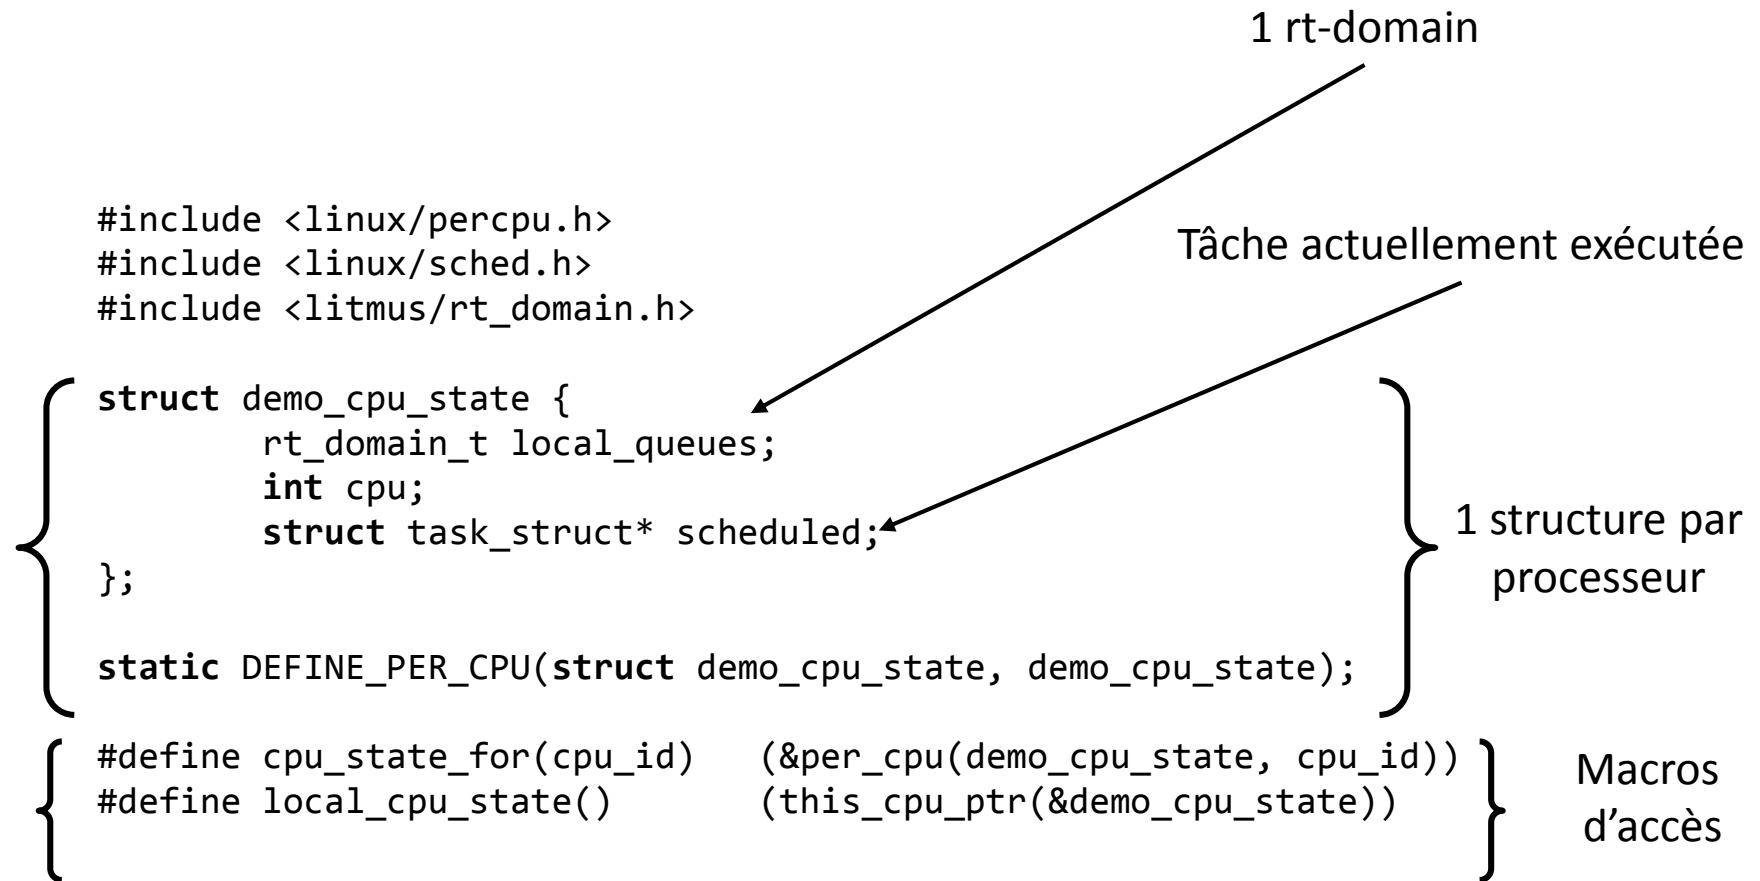 1 rt-domain
#include <linux/percpu.h>
#include <linux/sched.h>
#include <litmus/rt_domain.h>
Tâche actuellement exécutée
struct demo_cpu_state {
        rt_domain_t local_queues;
        int cpu;
        struct task_struct* scheduled;
};
static DEFINE_PER_CPU(struct demo_cpu_state, demo_cpu_state);
1 structure par
processeur
#define cpu_state_for(cpu_id)   (&per_cpu(demo_cpu_state, cpu_id))
#define local_cpu_state()       (this_cpu_ptr(&demo_cpu_state))
Macros
d’accès